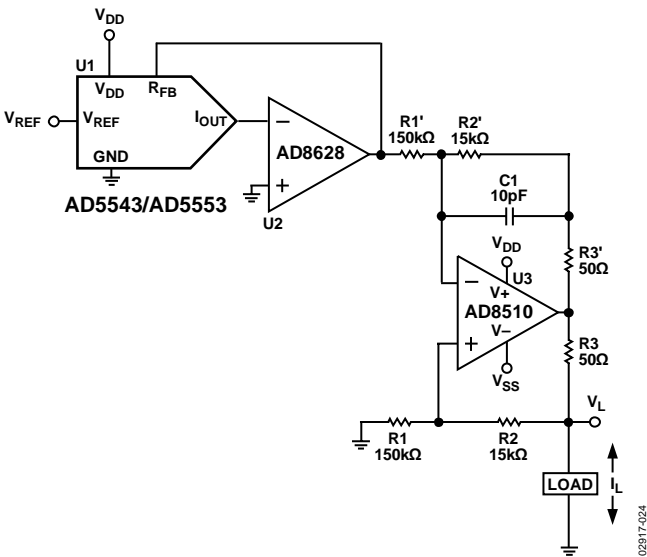 VDD
U1
VDD
RFB
VREF
VREF
IOUT
GND
AD5543/AD5553
−
AD8628
+
U2
R1'
150kΩ
R2'
15kΩ
C1
10pF
VDD
U3
−
V+
AD8510
V−
+
VSS
R3'
50Ω
R3
50Ω
VL
R1
150kΩ
R2
15kΩ
LOAD
IL
02917-024